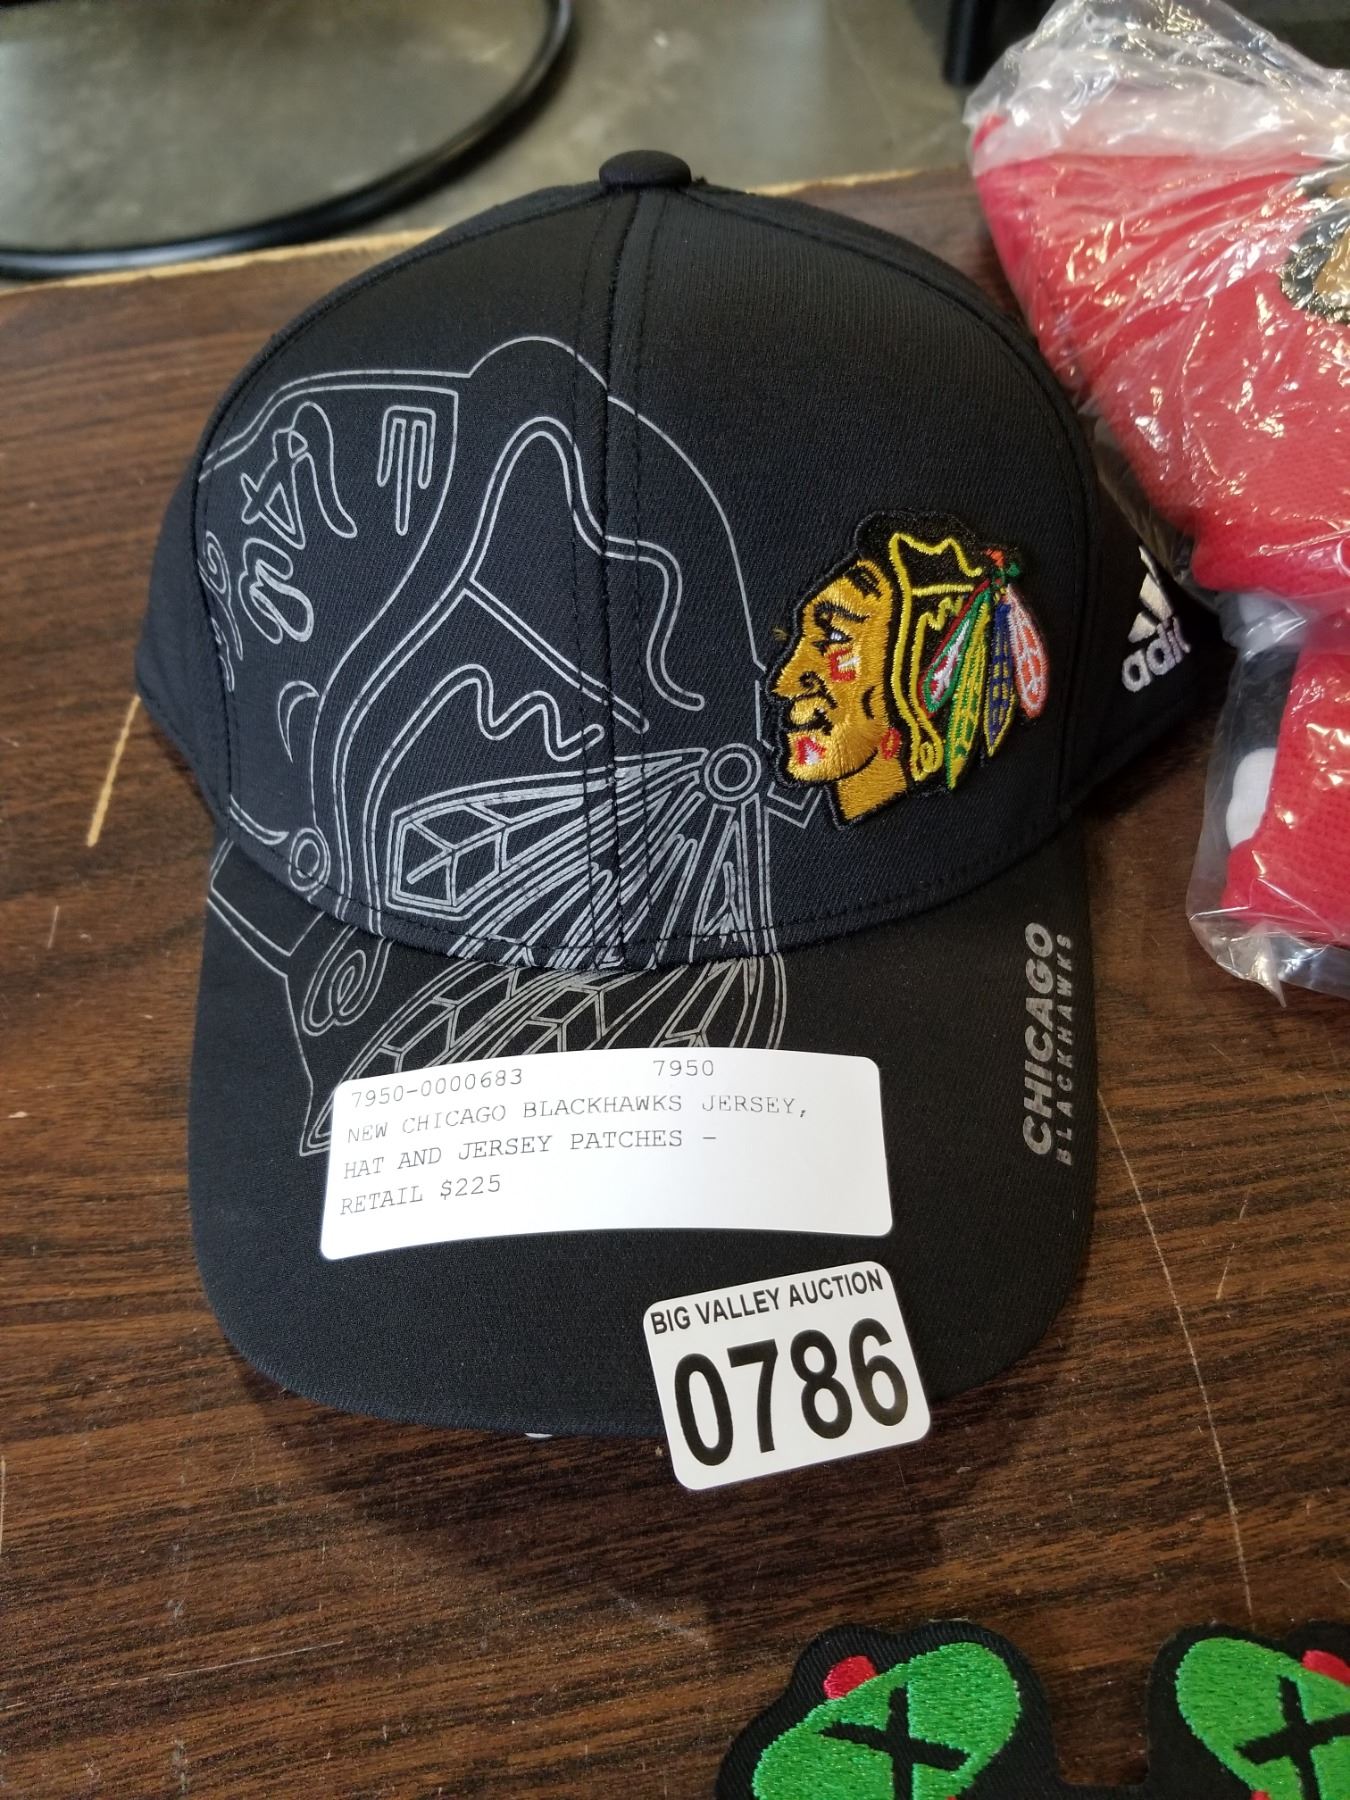 adi
CHICAGO
BLACKHAWKS
7950-0000683 7950
NEW CHICAGO BLACKHAWKS JERSEY,
HAT AND JERSEY PATCHES -
RETAIL $225
BIG VALLEY AUCTION
0786